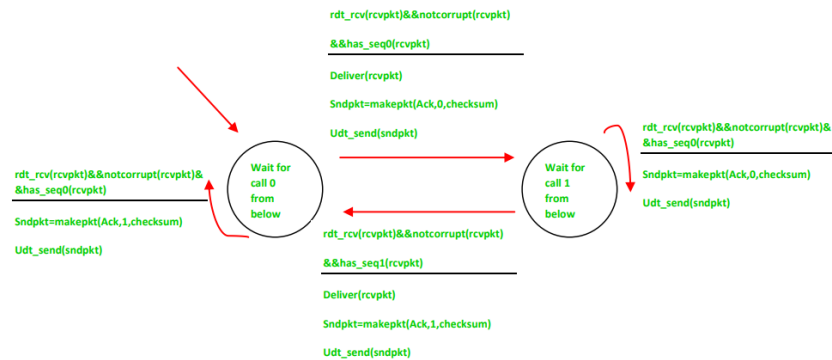 rdt_rcv(rcvpkt)&&notcorrupt(rcvpkt)
&&has_seq0(rcvpkt)
Deliver(rcvpkt)
Sndpkt=makepkt(Ack,0,checksum)
Udt_send(sndpkt)
rdt_rcv(rcvpkt)&&notcorrupt(rcvpkt)&
&has_seq0(rcvpkt)
Sndpkt=makepkt(Ack,1,checksum)
Udt_send(sndpkt)
Wait for
call 0
from
below
Wait for
call 1
from
below
rdt_rcv(rcvpkt)&&notcorrupt(rcvpkt)&
&has_seq0(rcvpkt)
Sndpkt=makepkt(Ack,0,checksum)
Udt_send(sndpkt)
rdt_rcv(rcvpkt)&&notcorrupt(rcvpkt)
&&has_seq1(rcvpkt)
Deliver(rcvpkt)
Sndpkt=makepkt(Ack,1,checksum)
Udt_send(sndpkt)